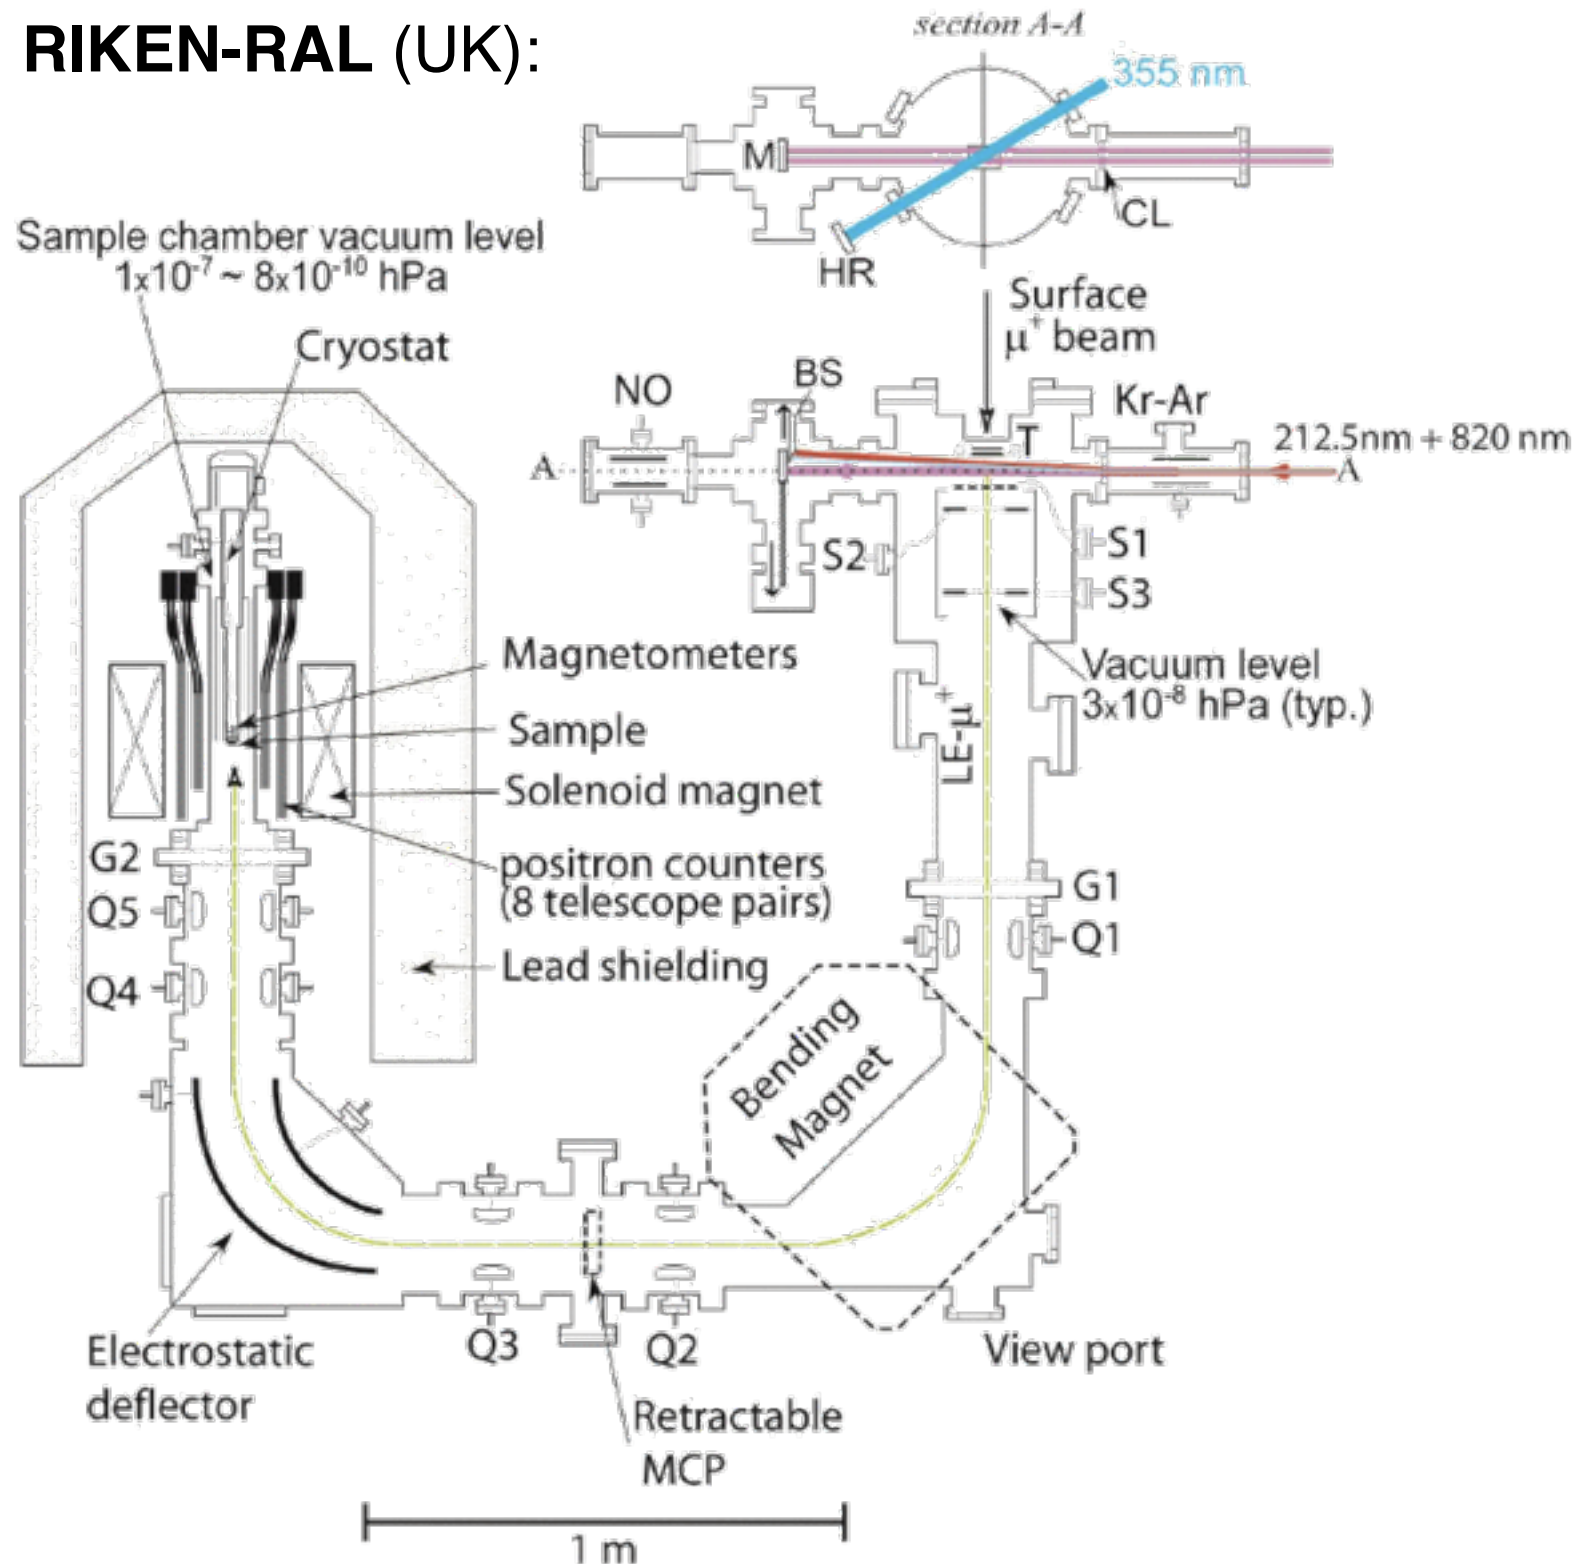 RIKEN-RAL (UK):
section A-A
355 nm
M
CL
HR
Sample chamber vacuum level
1x10⁻⁷ ~ 8x10⁻¹⁰ hPa
Surface
μ⁺ beam
Cryostat
BS
NO
Kr-Ar
T
212.5nm + 820 nm
A
A
S2
S1
S3
Magnetometers
Vacuum level
3x10⁻⁸ hPa (typ.)
Sample
LE-μ⁺
Solenoid magnet
G2
positron counters
(8 telescope pairs)
G1
Q5
Q1
Lead shielding
Q4
Bending
Magnet
Electrostatic
deflector
Q3
Q2
View port
Retractable
MCP
1 m